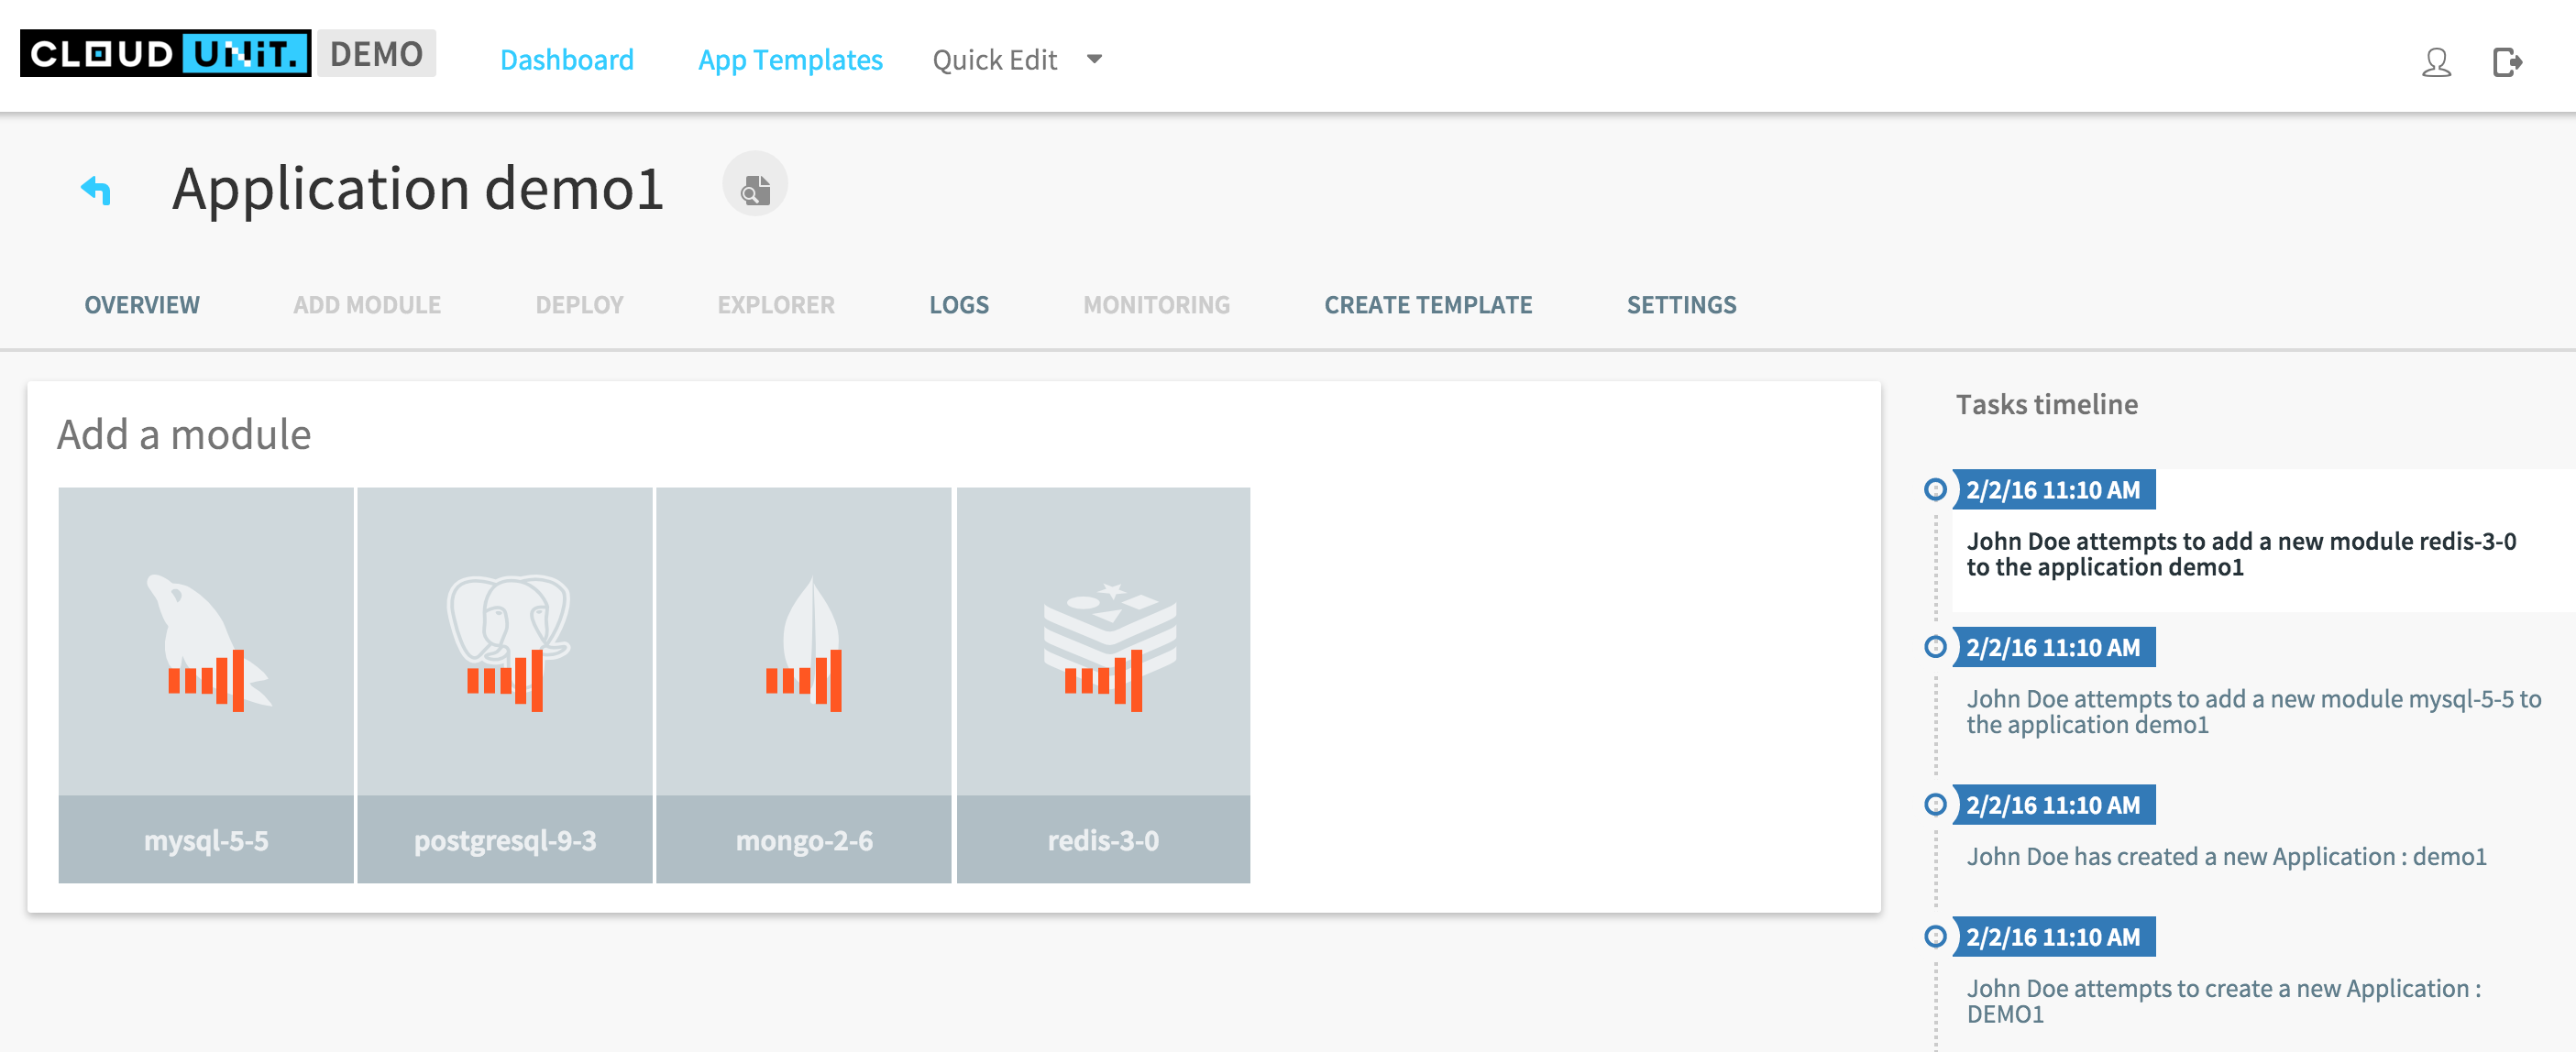 CLOUD UNiT. DEMO Dashboard App Templates Quick Edit
Application demo1
OVERVIEW ADD MODULE DEPLOY EXPLORER LOGS MONITORING CREATE TEMPLATE SETTINGS
Add a module
mysql-5-5 postgresql-9-3 mongo-2-6 redis-3-0
Tasks timeline
2/2/16 11:10 AM
John Doe attempts to add a new module redis-3-0
to the application demo1
2/2/16 11:10 AM
John Doe attempts to add a new module mysql-5-5 to
the application demo1
2/2/16 11:10 AM
John Doe has created a new Application : demo1
2/2/16 11:10 AM
John Doe attempts to create a new Application :
DEMO1